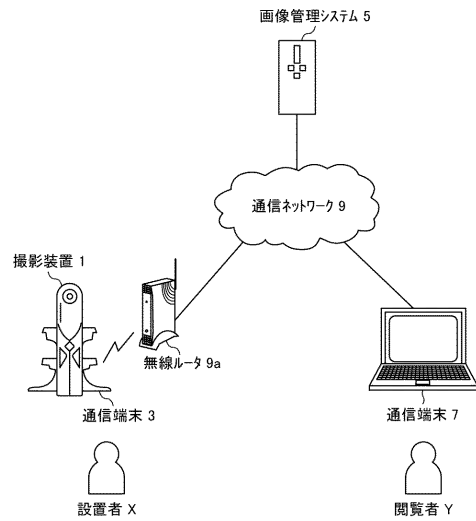 画像管理システム 5
通信ネットワーク 9
撮影装置 1
無線ルータ 9a
通信端末 3
通信端末 7
設置者 X
閲覧者 Y